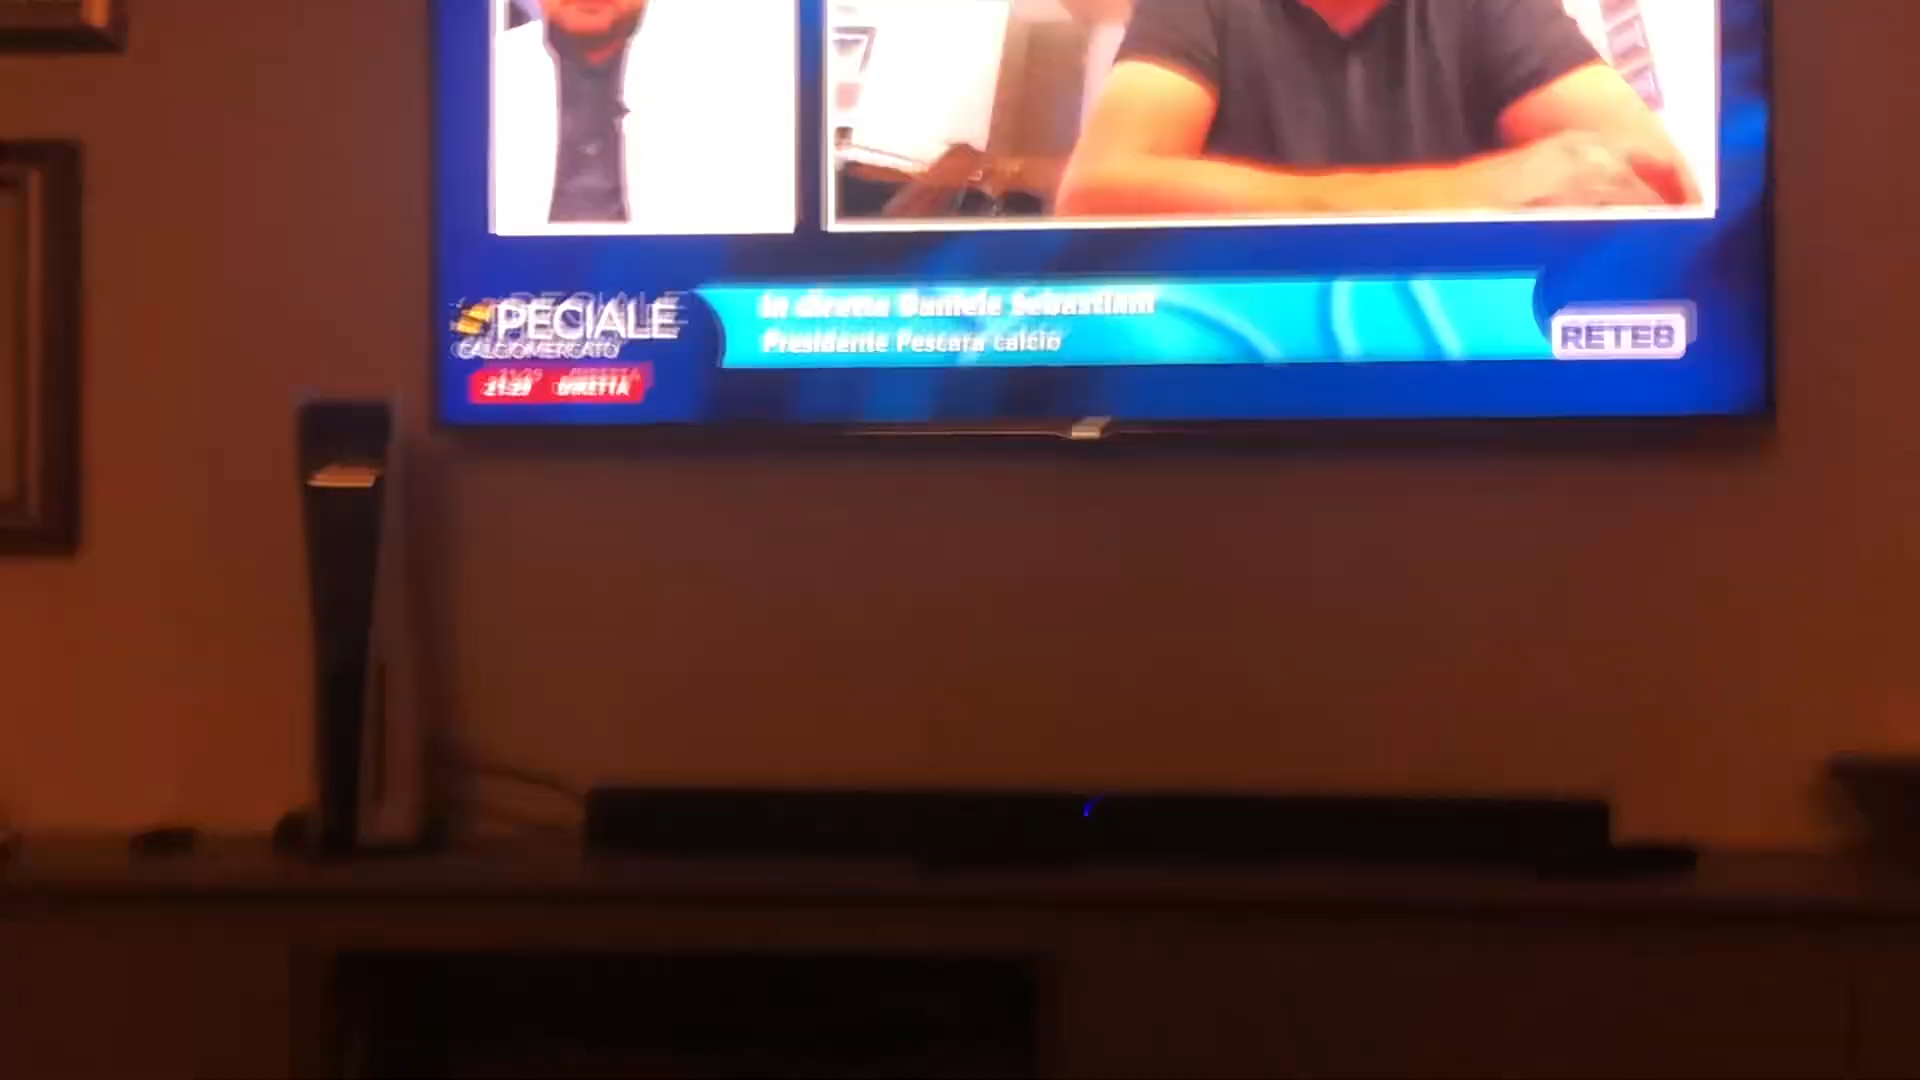 SPECIALE
CALCIOMERCATO
21:29 DIRETTA
In diretta Daniele Sebastiani
Presidente Pescara calcio
RETE8